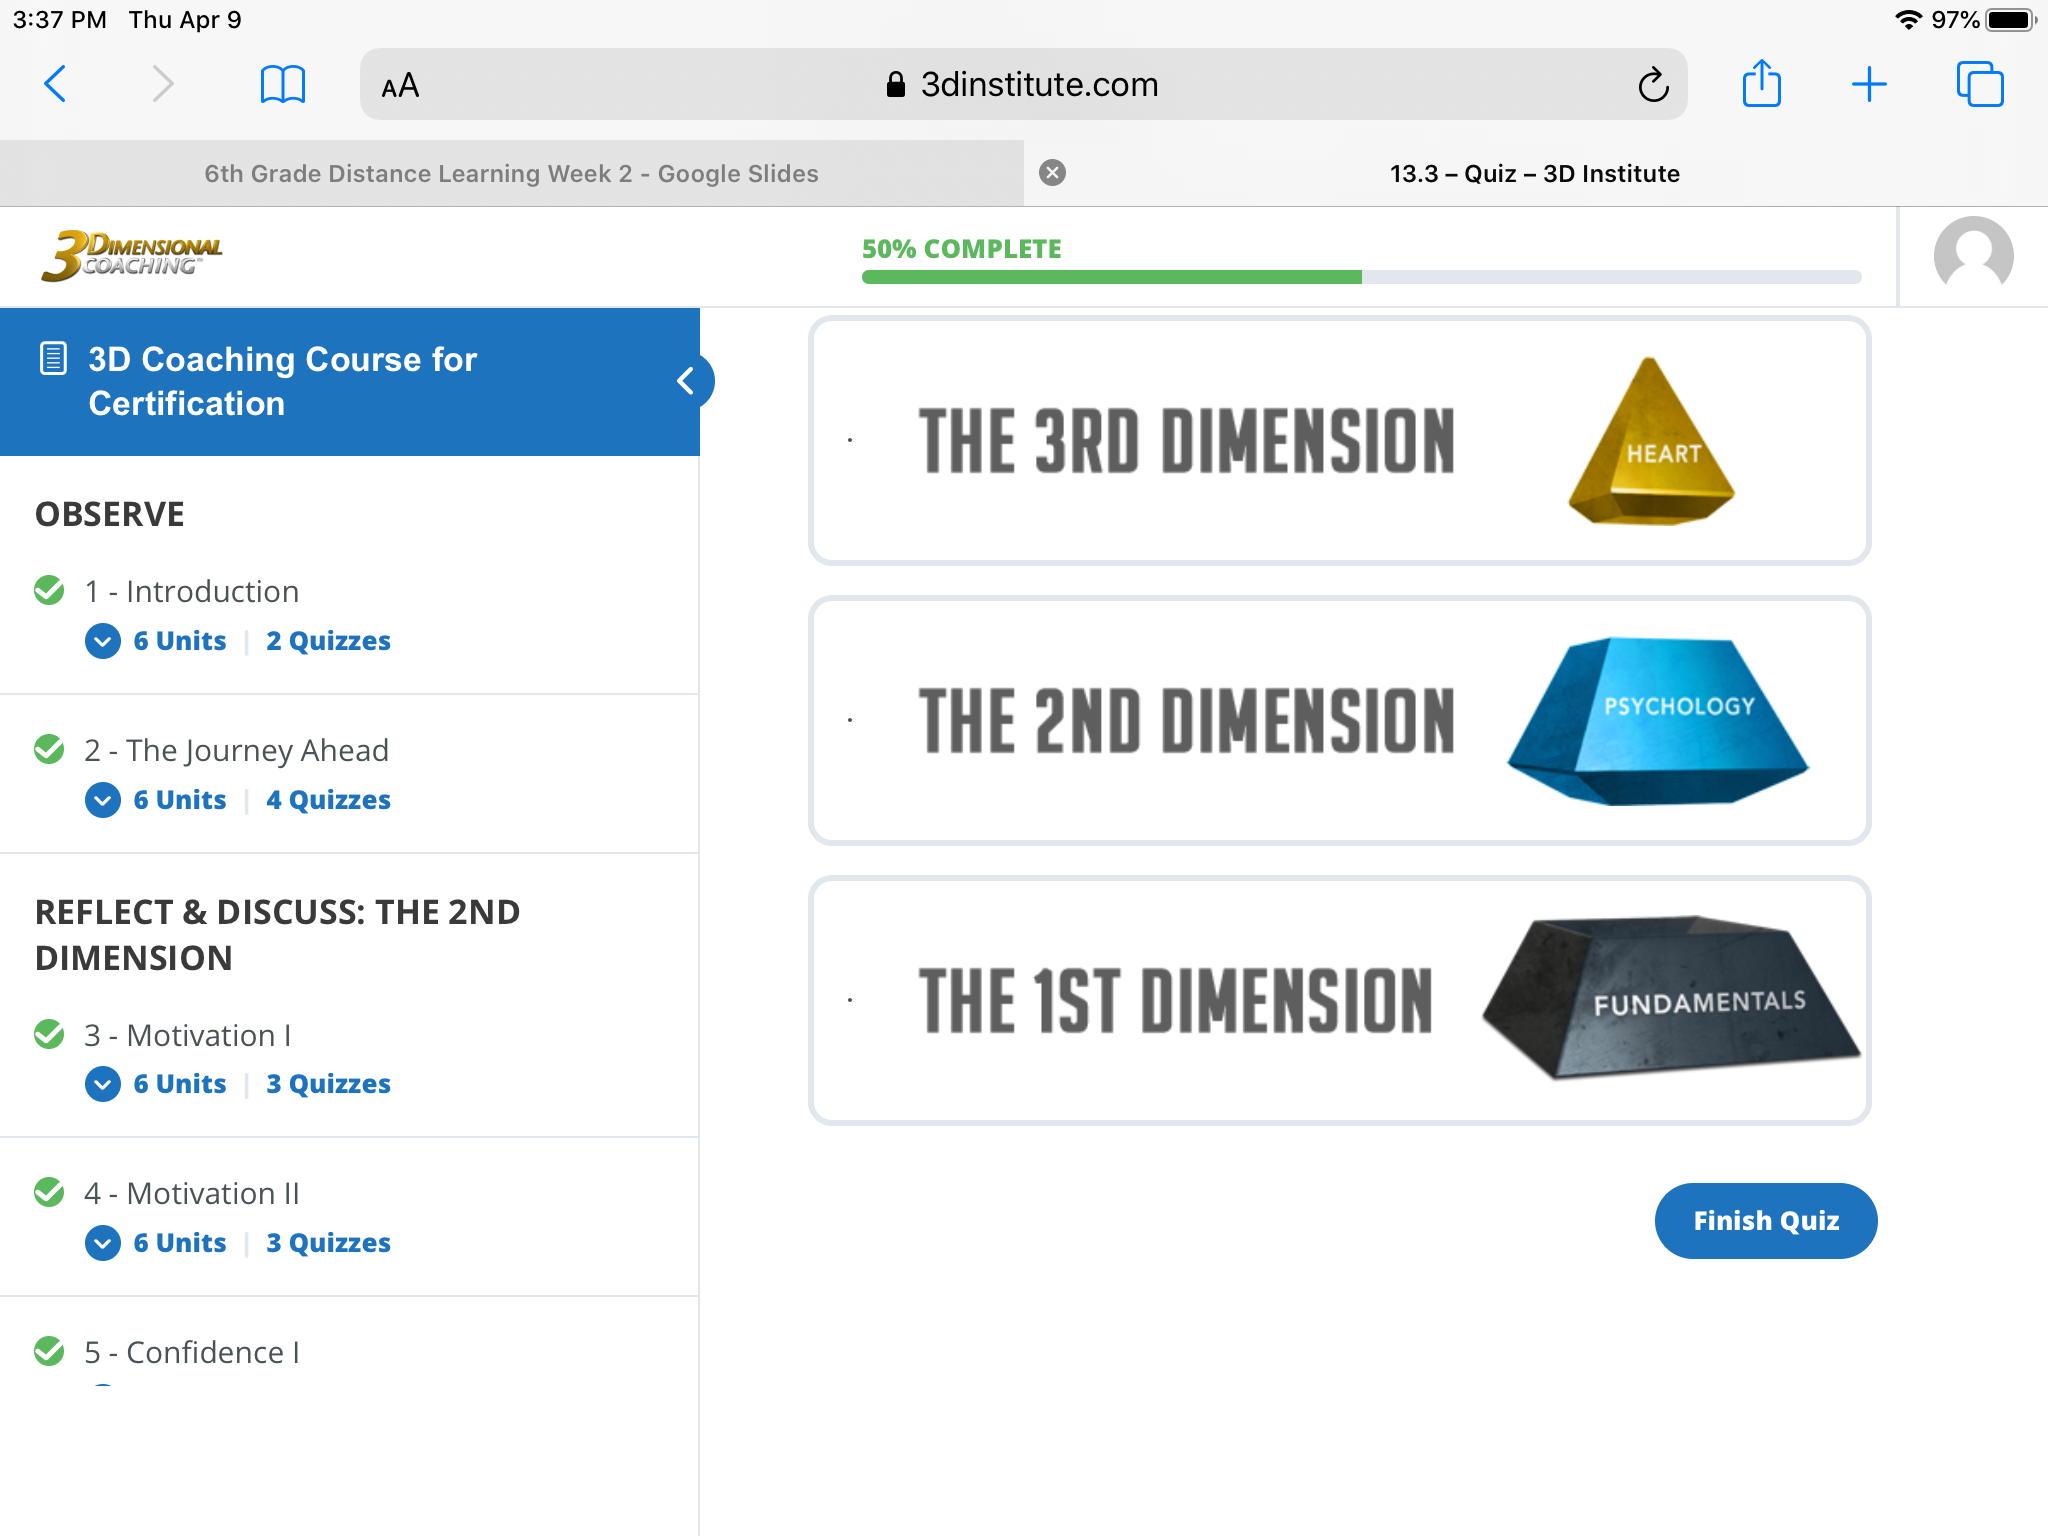 3:37 PM Thu Apr 9
97%
AA
3dinstitute.com
6th Grade Distance Learning Week 2 - Google Slides
13.3 – Quiz – 3D Institute
3DIMENSIONAL
COACHING™
50% COMPLETE
3D Coaching Course for
Certification
OBSERVE
1 - Introduction
6 Units | 2 Quizzes
2 - The Journey Ahead
6 Units | 4 Quizzes
REFLECT & DISCUSS: THE 2ND
DIMENSION
3 - Motivation I
6 Units | 3 Quizzes
4 - Motivation II
6 Units | 3 Quizzes
5 - Confidence I
THE 3RD DIMENSION
HEART
THE 2ND DIMENSION
PSYCHOLOGY
THE 1ST DIMENSION
FUNDAMENTALS
Finish Quiz